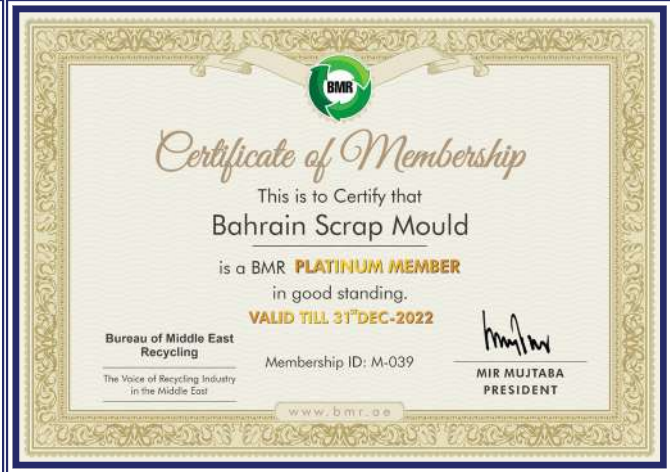 BMR
Certificate of Membership
This is to Certify that
Bahrain Scrap Mould
is a BMR PLATINUM MEMBER
in good standing.
VALID TILL 31STDEC-2022
Bureau of Middle East
Recycling
The Voice of Recycling Industry
in the Middle East
Membership ID: M-039
MIR MUJTABA
PRESIDENT
www.bmr.ae